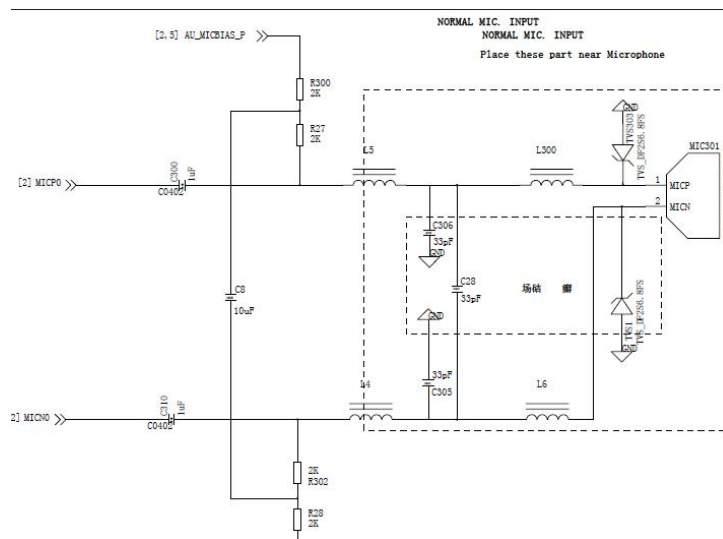 NORMAL MIC. INPUT
NORMAL MIC. INPUT
Place these part near Microphone
[2,5] AU_MICBIAS_P
R300
2K
R27
2K
L5
L300
GND
TVS303
TVS_DF2S6.8FS
MIC301
[2] MICP0
C300
1uF
C0402
1
MICP
2
MICN
C306
33pF
GND
C8
10uF
C28
33pF
GND
TVS1
TVS_DF2S6.8FS
GND
33pF
C305
2] MICN0
C310
1uF
C0402
L4
L6
2K
R302
R28
2K